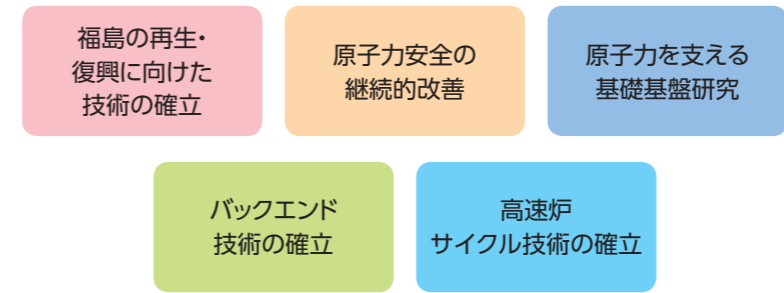 福島の再生・
復興に向けた
技術の確立
原子力安全の
継続的改善
原子力を支える
基礎基盤研究
バックエンド
技術の確立
高速炉
サイクル技術の確立